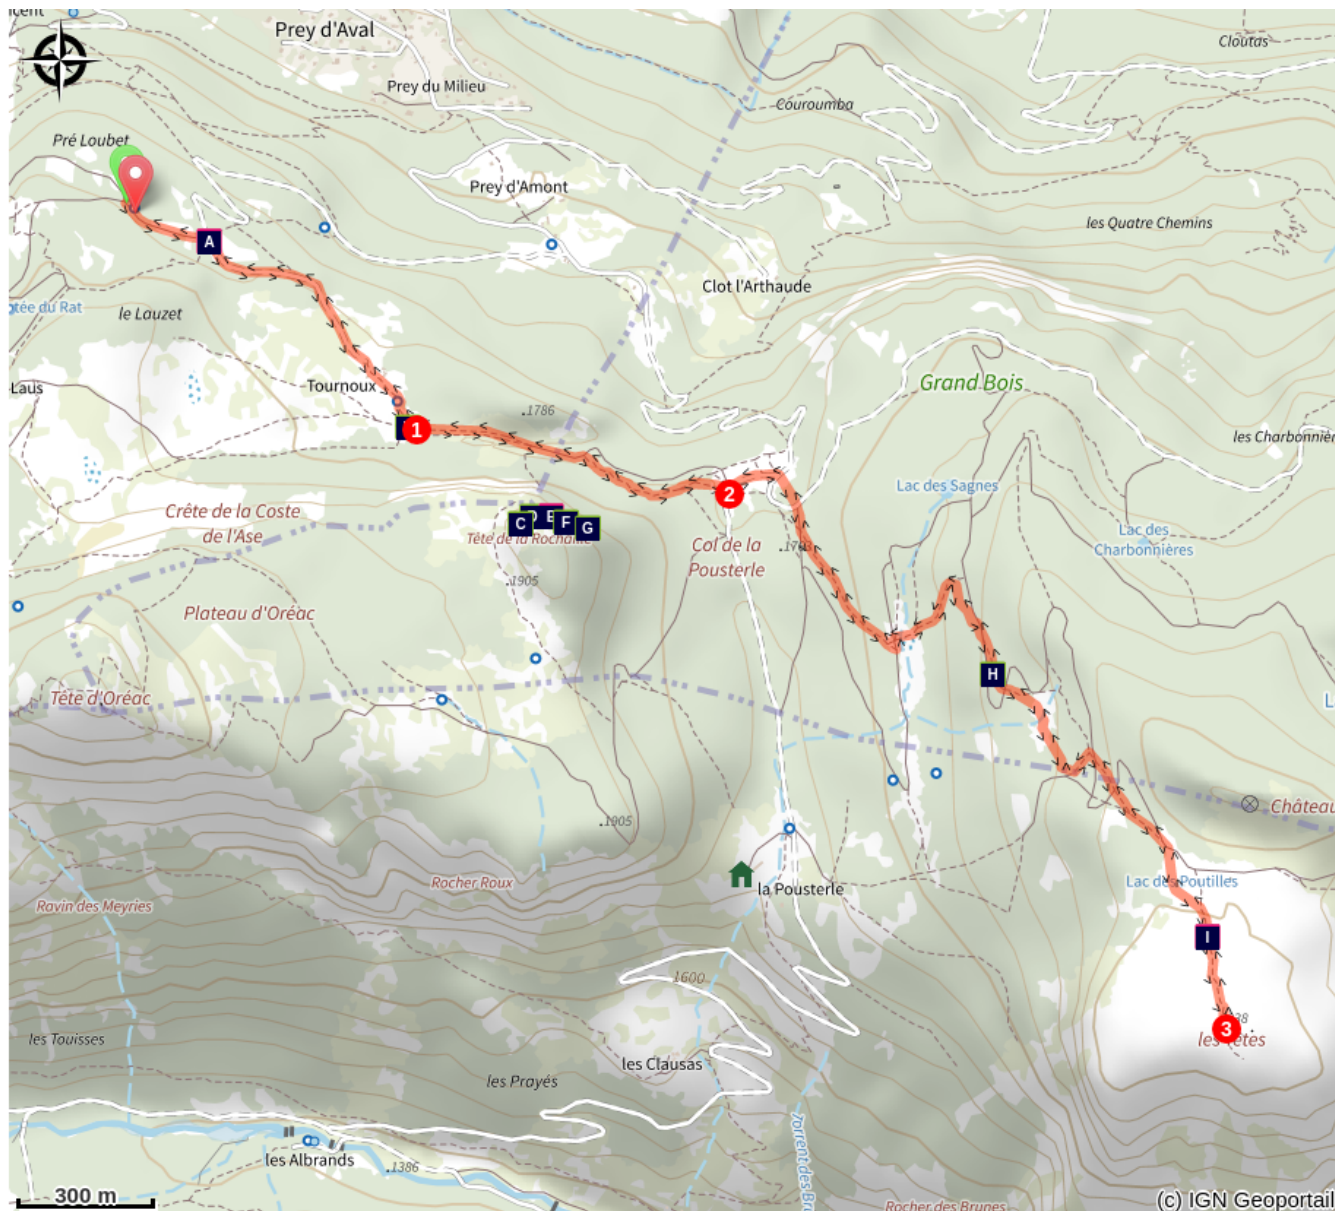 Prey d'Aval
Cloutas
Prey du Milieu
Couroumba
Pré Loubet
Prey d'Amont
les Quatre Chemins
A
Clot l'Arthaude
tée du Rat
le Lauzet
Grand Bois
Laus
Tournoux
.1786
1
les Charbonnièr
Lac des Sagnes
2
Crête de la Coste
de l'Ase
C
E
F
G
Lac des
Charbonnières
Col de la
Pousterle
.1905
Plateau d'Oréac
H
Tête d'Oréac
L
Château
.1905
Rocher Roux
la Pousterle
Lac des Poutilles
Ravin des Meyries
I
1600
3
les Touisses
les Clausas
les Prayés
les Albrands
.1386
300 m
Rocher des Brunes
(c) IGN Geoportail